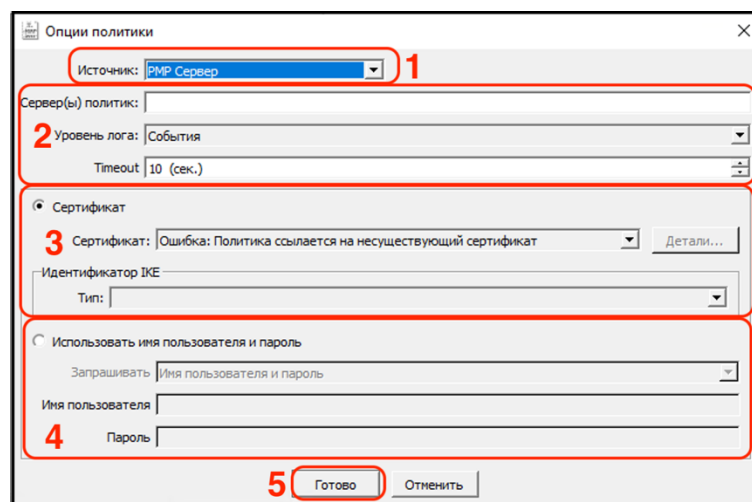 Опции политики
Источник: PMP Сервер 1
Сервер(ы) политик:
2 Уровень лога: События
Timeout 10 (сек.)
Сертификат
3 Сертификат: Ошибка: Политика ссылается на несуществующий сертификат Детали...
Идентификатор IKE
Тип:
Использовать имя пользователя и пароль
Запрашивать Имя пользователя и пароль
Имя пользователя
4 Пароль
5 Готово Отменить